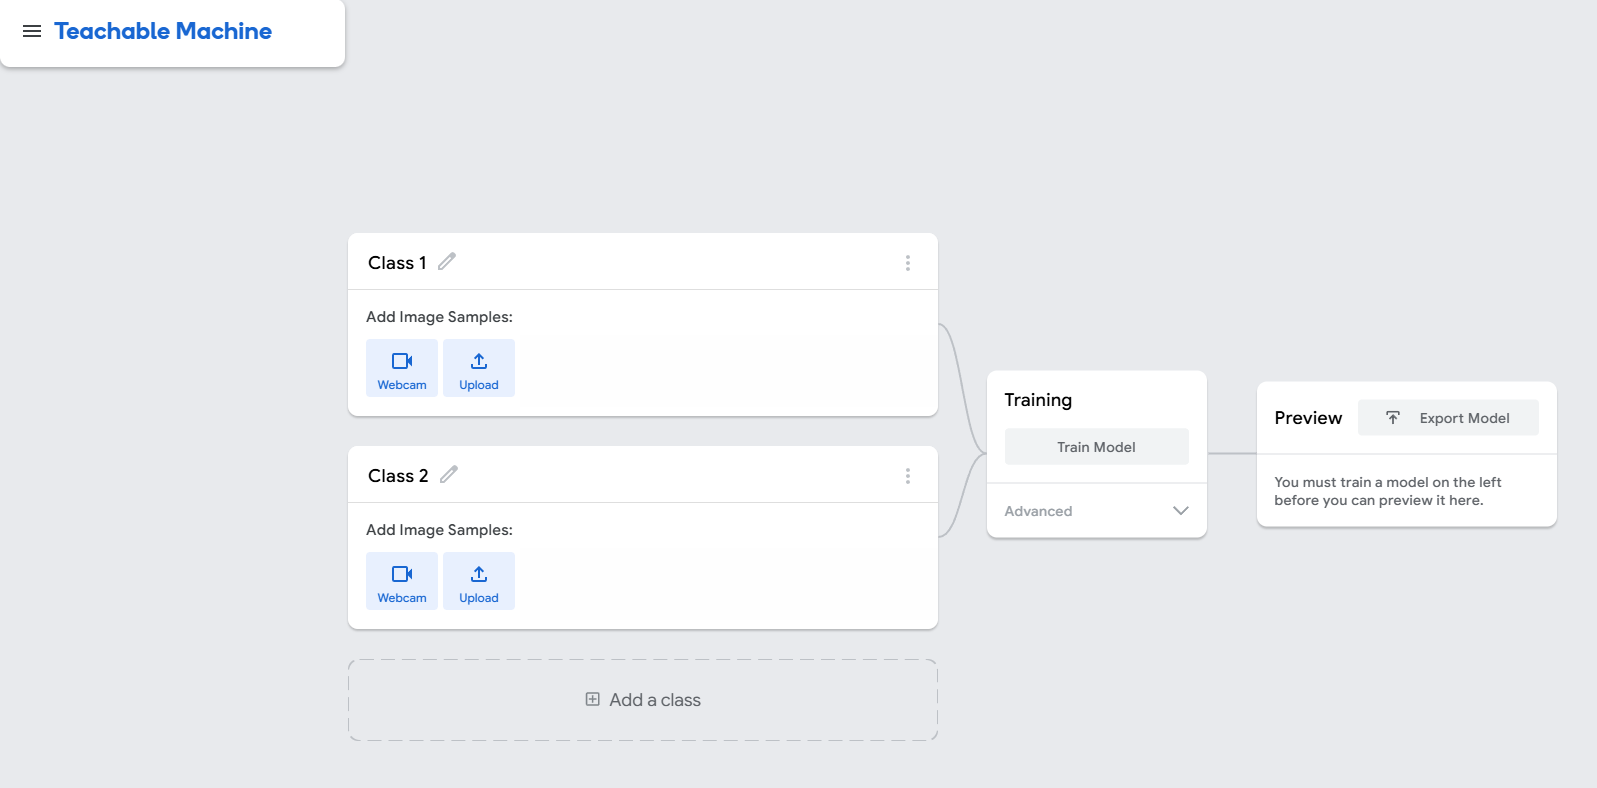 Teachable Machine
Class 1
Add Image Samples:
Webcam Upload
Class 2
Add Image Samples:
Webcam Upload
Add a class
Training
Train Model
Advanced
Preview Export Model
You must train a model on the left
before you can preview it here.